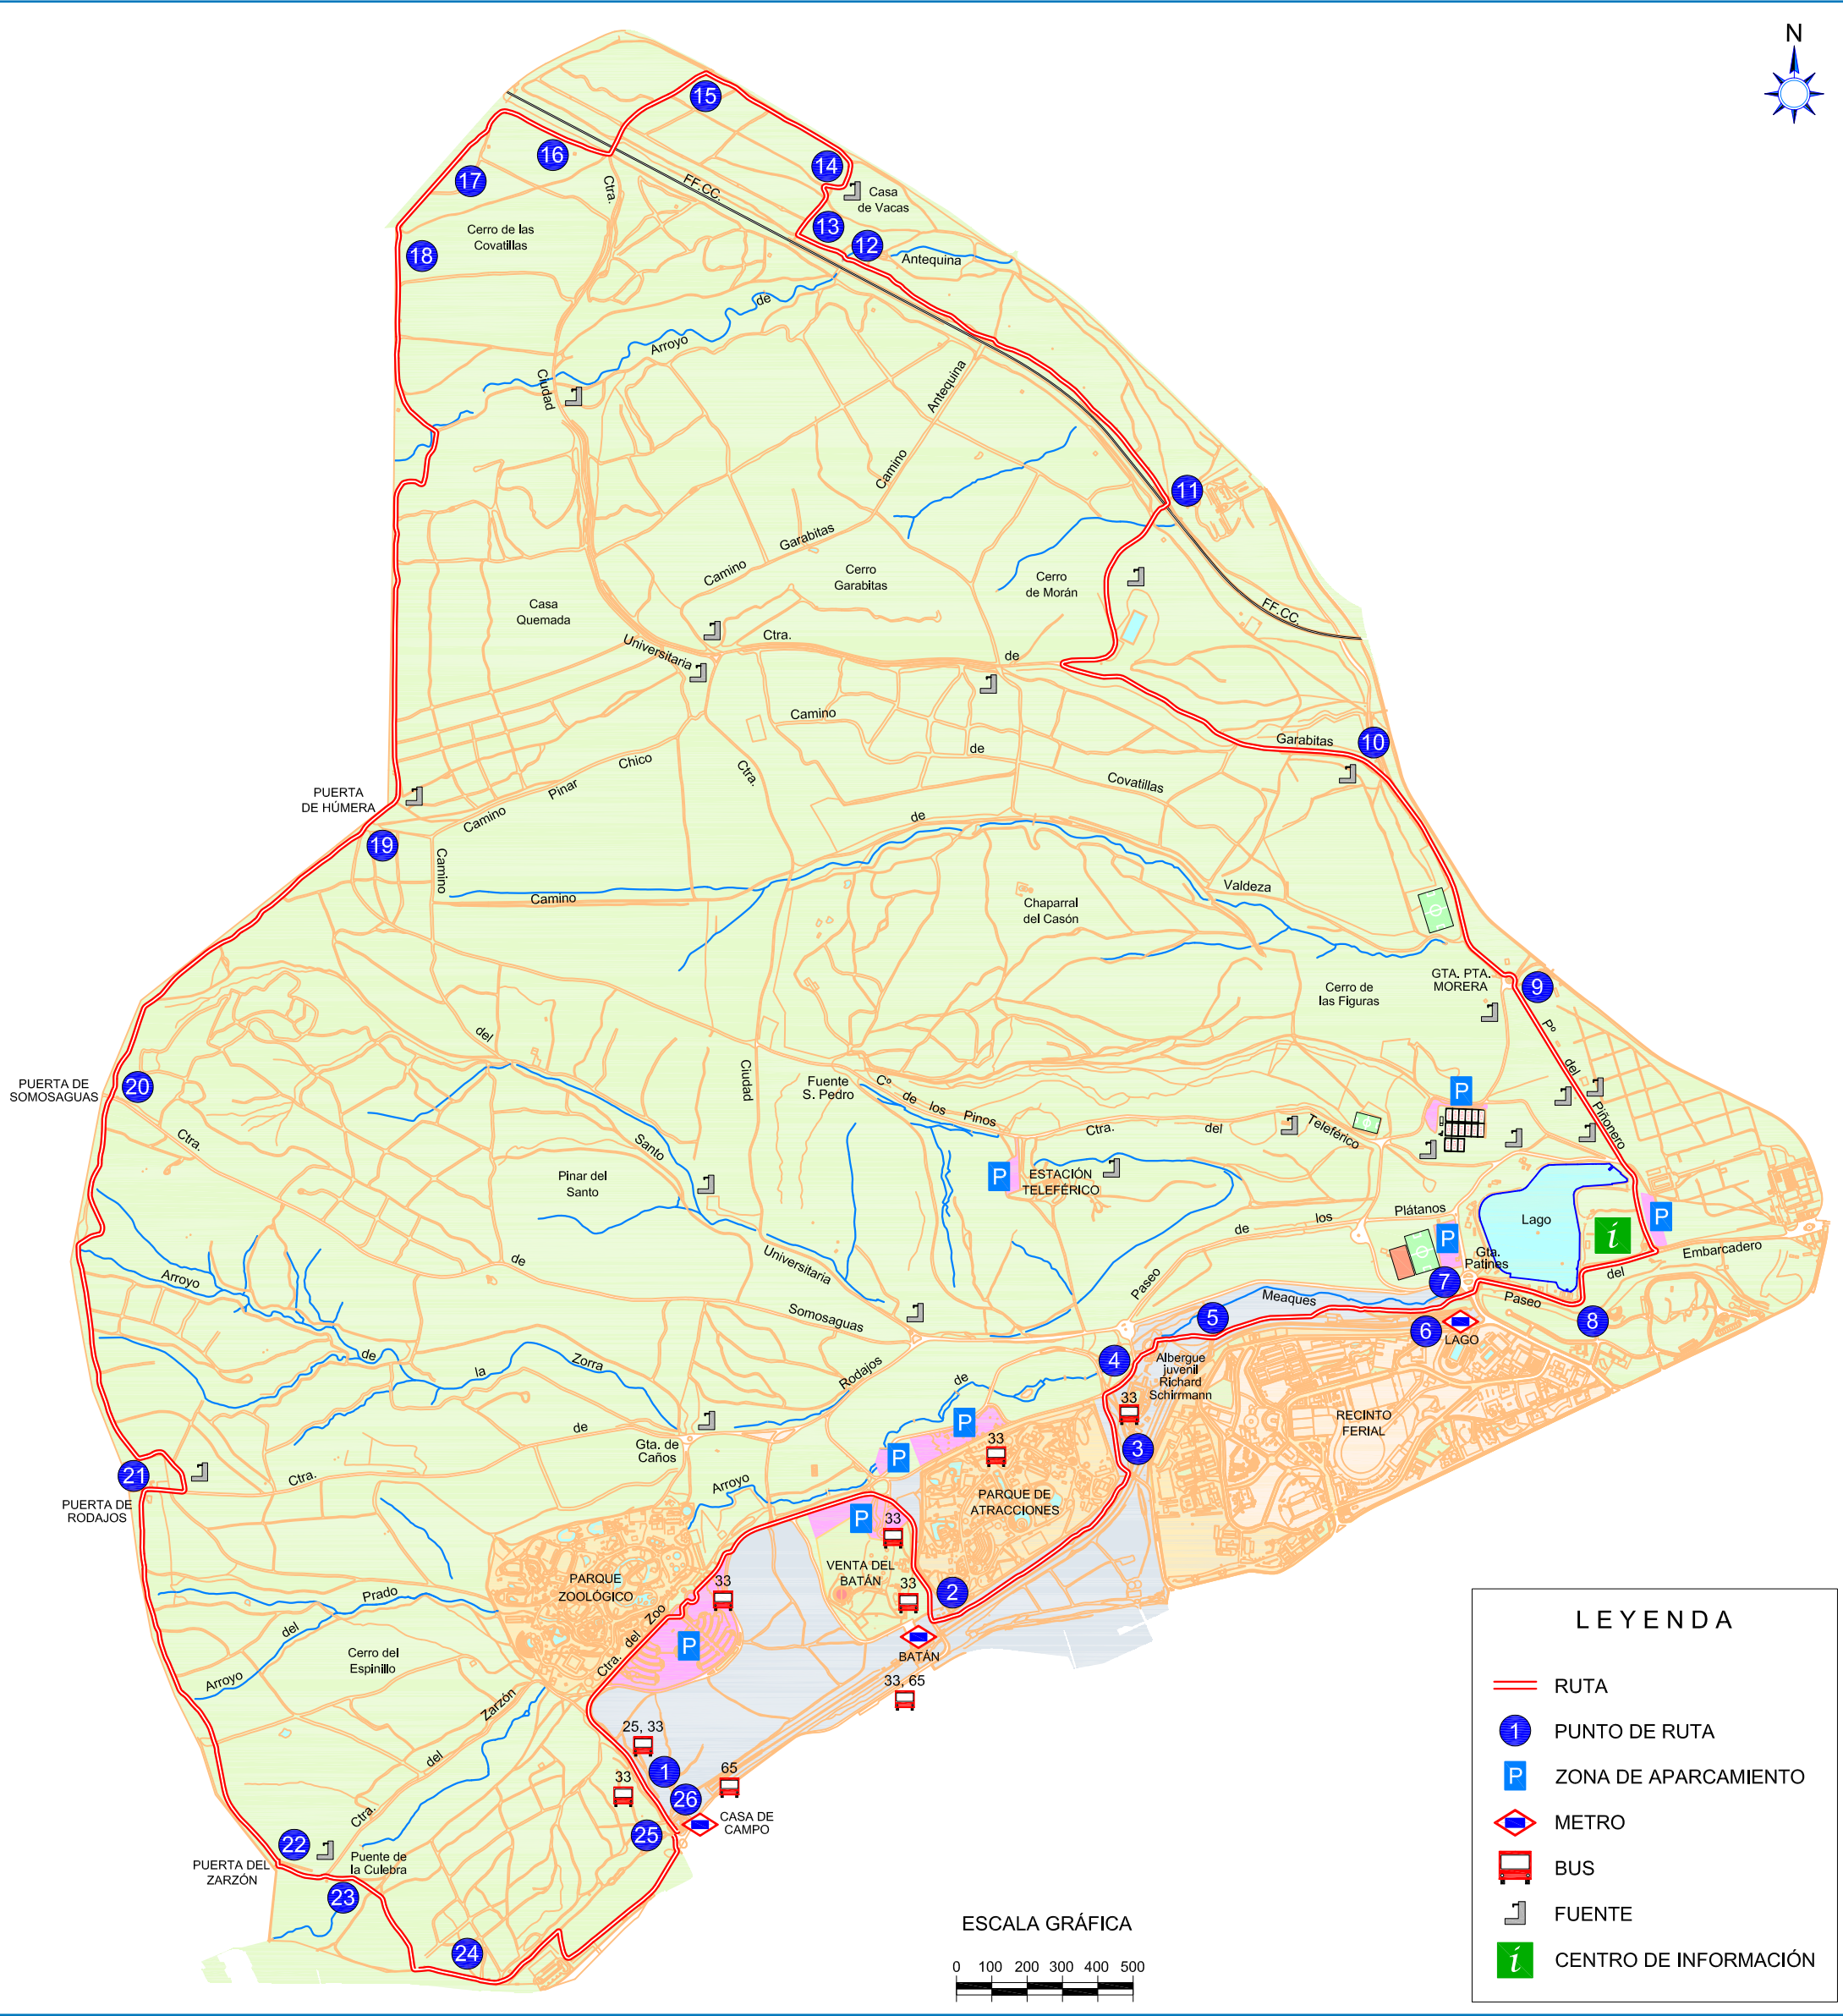 N
15
14
16
17
Ctra.
FF.CC.
Casa
de Vacas
13
12
Cerro de las
Covatillas
18
Antequina
de
Arroyo
Ciudad
Antequina
Camino
11
Garabitas
Camino
Cerro
Garabitas
Cerro
de Morán
FF.CC.
Casa
Quemada
Universitaria
Ctra.
de
Camino
de
Garabitas
10
Chico
Pinar
Camino
Ctra.
Covatillas
PUERTA
DE HÚMERA
19
de
Camino
Camino
Valdeza
Chaparral
del Casón
GTA. PTA.
MORERA
9
Cerro de
las Figuras
Pº
del
Piñonero
del
PUERTA DE
SOMOSAGUAS
20
Ciudad
Fuente
S. Pedro
Cº
de los Pinos
P
Ctra.
del
Teleférico
Ctra.
Santo
Pinar del
Santo
P
ESTACIÓN
TELEFÉRICO
Plátanos
los
de
Paseo
Lago
i
P
P
Gta.
Patines
Embarcadero
del
Paseo
Universitaria
de
Somosaguas
Arroyo
7
Meaques
5
6
LAGO
8
de
la
Zorra
Rodajos
de
4
Albergue
juvenil
Richard
Schirmann
33
3
RECINTO
FERIAL
P
33
P
de
Gta. de
Caños
21
Ctra.
PUERTA DE
RODAJOS
Arroyo
PARQUE DE
ATRACCIONES
P
33
VENTA DEL
BATÁN
33
2
PARQUE
ZOOLÓGICO
33
Prado
del
Arroyo
Zoo
del
Ctra.
P
BATÁN
33, 65
Cerro del
Espinillo
Zarzón
del
Ctra.
25, 33
1
33
65
26
25
CASA DE
CAMPO
22
PUERTA DEL
ZARZÓN
Puente de
la Culebra
23
24
ESCALA GRÁFICA
0 100 200 300 400 500
LEYENDA
RUTA
1 PUNTO DE RUTA
P ZONA DE APARCAMIENTO
METRO
BUS
FUENTE
i CENTRO DE INFORMACIÓN